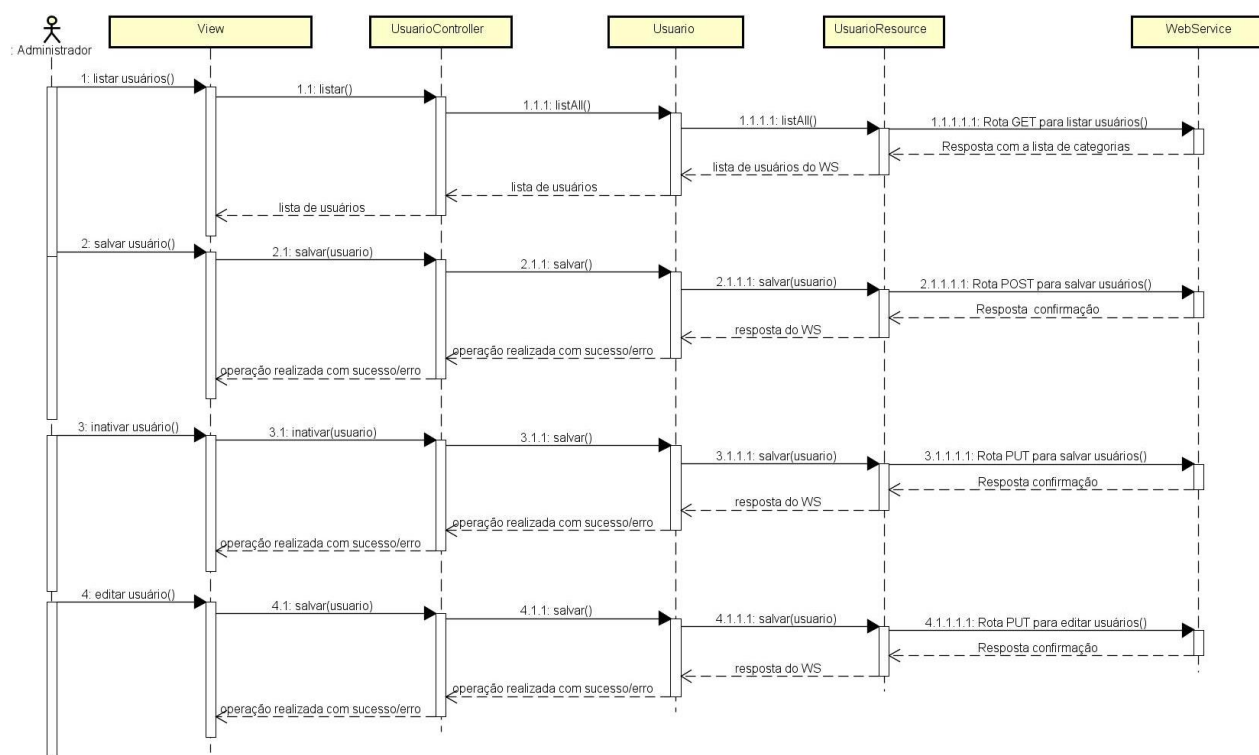 : Administrador
View
UsuarioController
Usuario
UsuarioResource
WebService
1: listar usuários()
1.1: listar()
1.1.1: listAll()
1.1.1.1: listAll()
1.1.1.1.1: Rota GET para listar usuários()
Resposta com a lista de categorias
lista de usuários do WS
lista de usuários
lista de usuários
2: salvar usuário()
2.1: salvar(usuario)
2.1.1: salvar()
2.1.1.1: salvar(usuario)
2.1.1.1.1: Rota POST para salvar usuários()
Resposta confirmação
resposta do WS
operação realizada com sucesso/erro
operação realizada com sucesso/erro
3: inativar usuário()
3.1: inativar(usuario)
3.1.1: salvar()
3.1.1.1: salvar(usuario)
3.1.1.1.1: Rota PUT para salvar usuários()
Resposta confirmação
resposta do WS
operação realizada com sucesso/erro
operação realizada com sucesso/erro
4: editar usuário()
4.1: salvar(usuario)
4.1.1: salvar()
4.1.1.1: salvar(usuario)
4.1.1.1.1: Rota PUT para editar usuários()
Resposta confirmação
resposta do WS
operação realizada com sucesso/erro
operação realizada com sucesso/erro